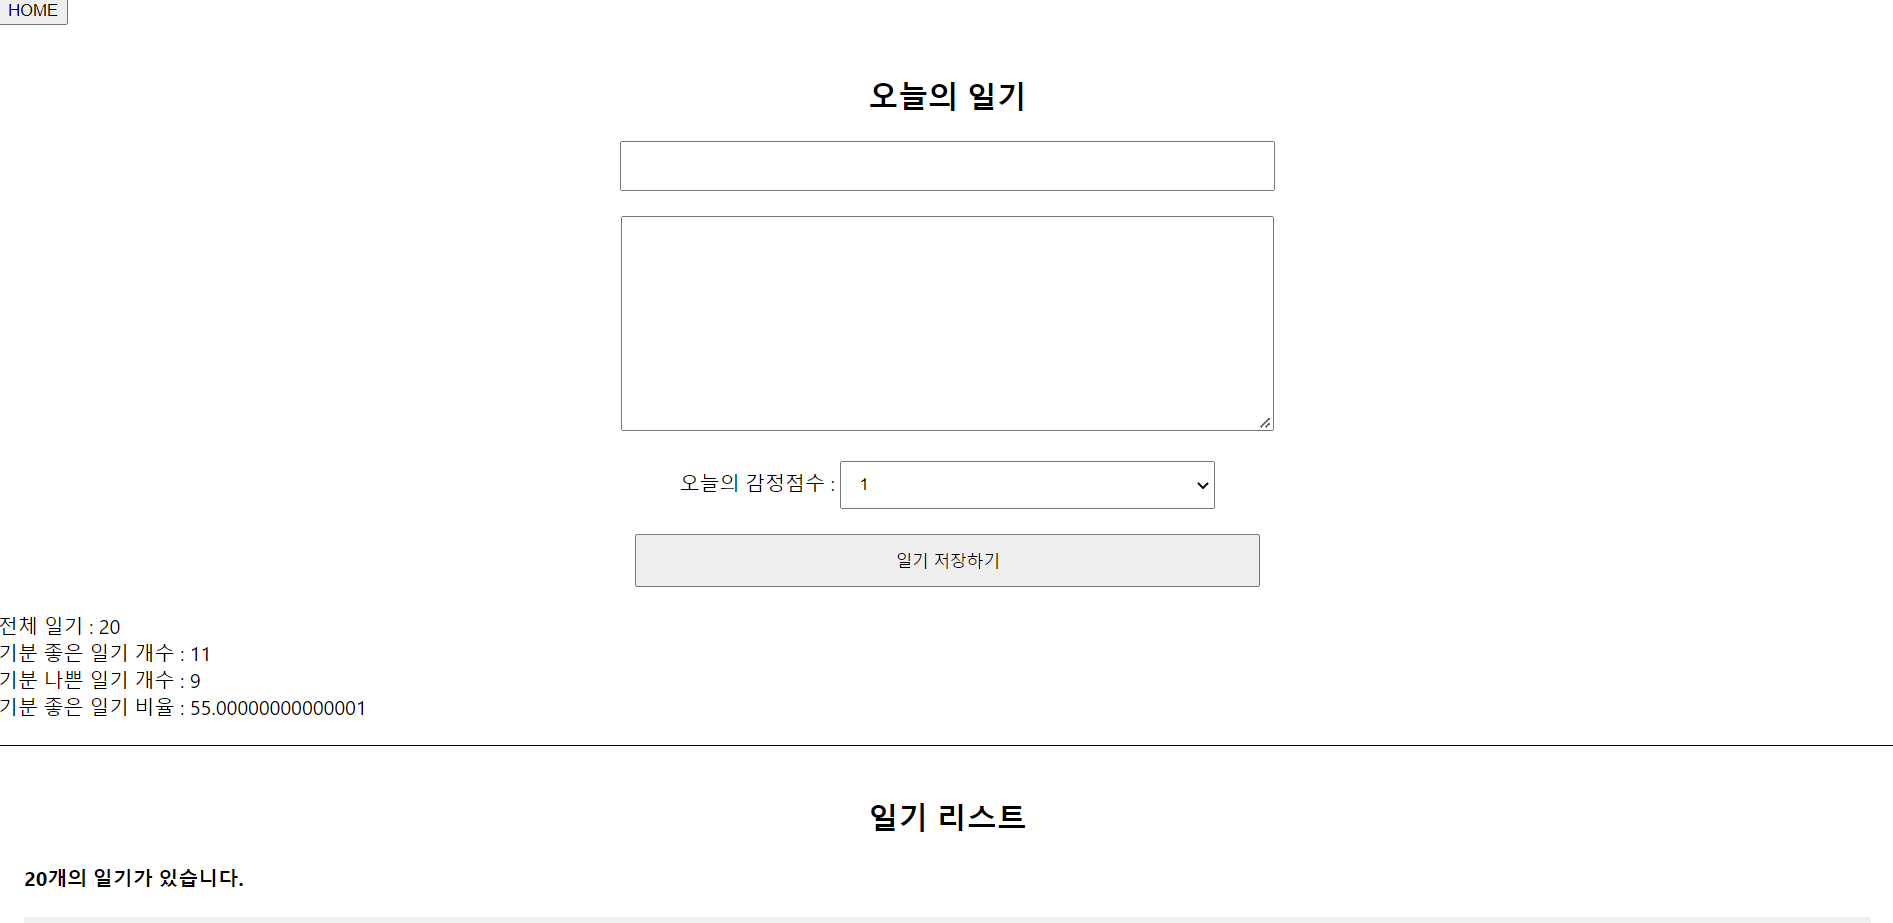 HOME
오늘의 일기
오늘의 감정점수 : 1
일기 저장하기
전체 일기 : 20
기분 좋은 일기 개수 : 11
기분 나쁜 일기 개수 : 9
기분 좋은 일기 비율 : 55.00000000000001
일기 리스트
20개의 일기가 있습니다.